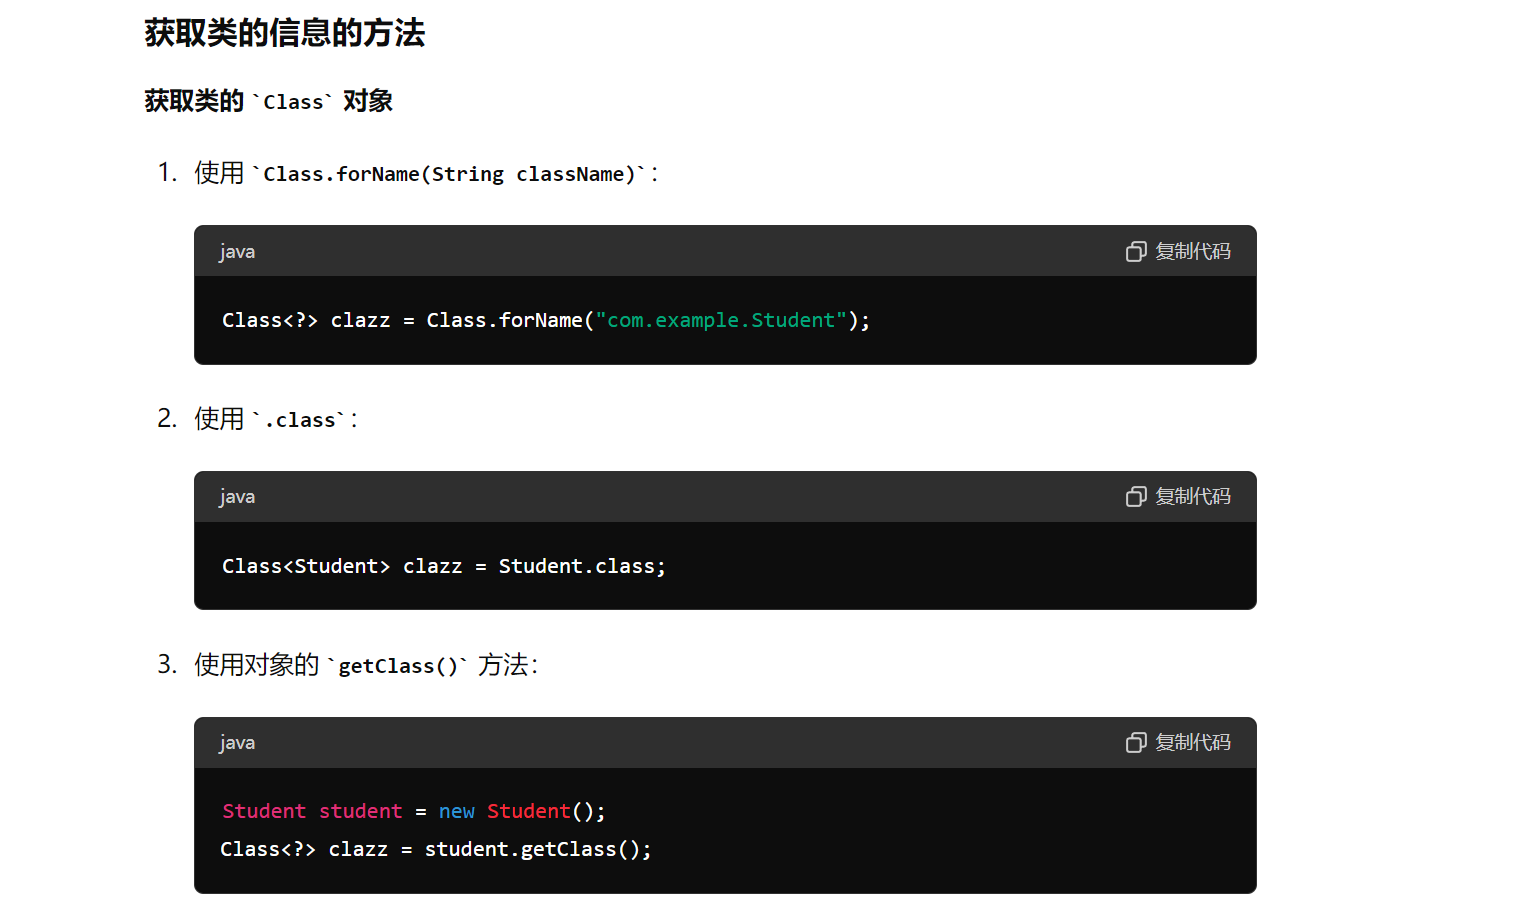 获取类的信息的方法
获取类的 `Class` 对象
1. 使用 `Class.forName(String className)`：
java 复制代码
Class<?> clazz = Class.forName("com.example.Student");
2. 使用 `.class`：
java 复制代码
Class<Student> clazz = Student.class;
3. 使用对象的 `getClass()` 方法：
java 复制代码
Student student = new Student();
Class<?> clazz = student.getClass();